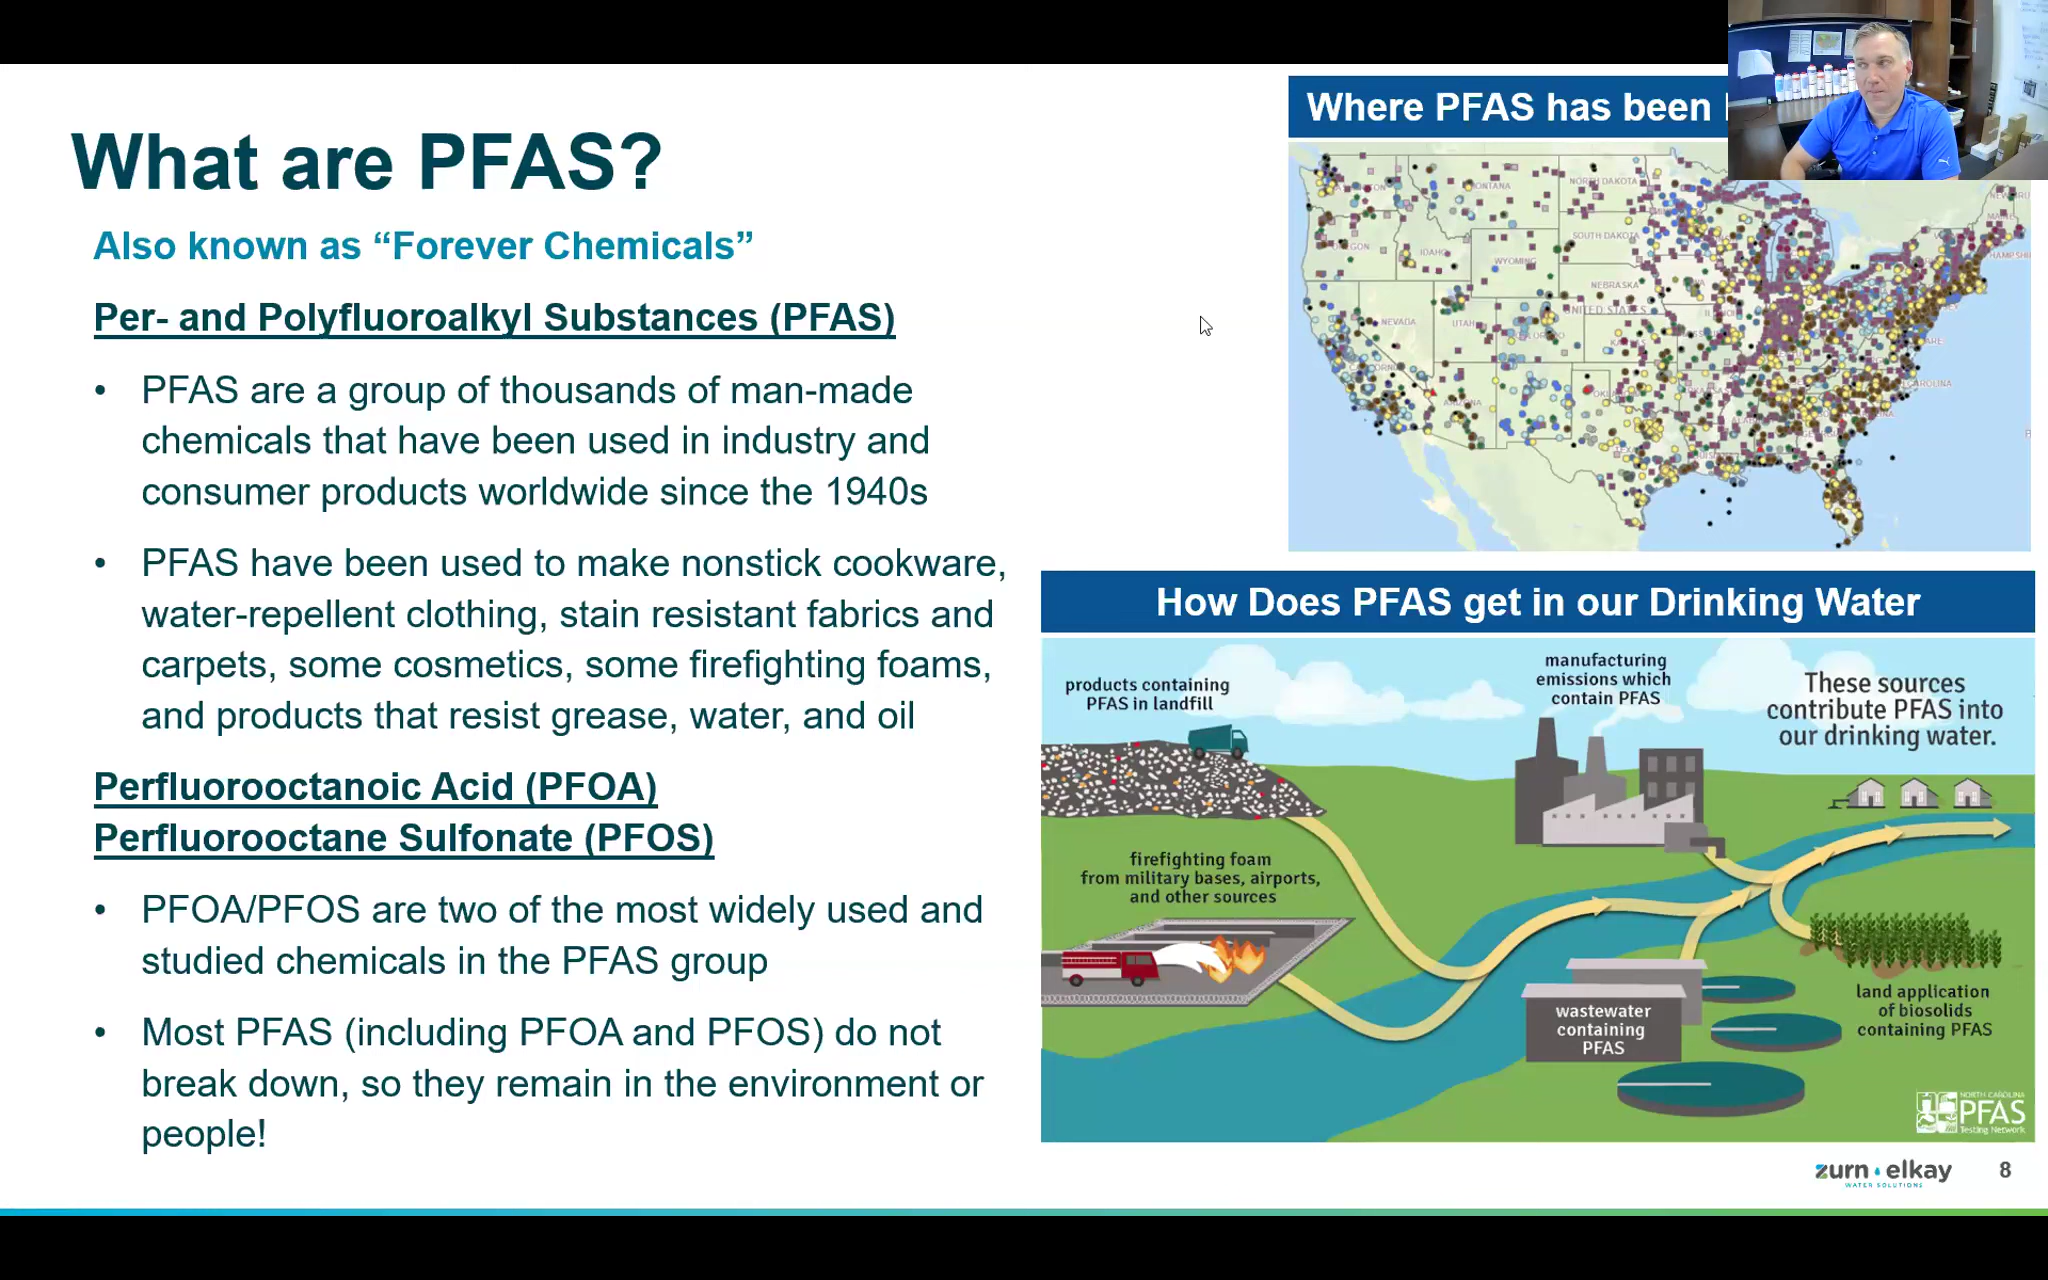 What are PFAS?
Also known as “Forever Chemicals”
Per- and Polyfluoroalkyl Substances (PFAS)
• PFAS are a group of thousands of man-made
chemicals that have been used in industry and
consumer products worldwide since the 1940s
• PFAS have been used to make nonstick cookware,
water-repellent clothing, stain resistant fabrics and
carpets, some cosmetics, some firefighting foams,
and products that resist grease, water, and oil
Perfluorooctanoic Acid (PFOA)
Perfluorooctane Sulfonate (PFOS)
• PFOA/PFOS are two of the most widely used and
studied chemicals in the PFAS group
• Most PFAS (including PFOA and PFOS) do not
break down, so they remain in the environment or
people!
Where PFAS has been
NORTH DAKOTA
SOUTH DAKOTA
IDAHO
WYOMING
NEBRASKA
NEVADA
UTAH
UNITED STATES
How Does PFAS get in our Drinking Water
products containing
PFAS in landfill
manufacturing
emissions which
contain PFAS
These sources
contribute PFAS into
our drinking water.
firefighting foam
from military bases, airports,
and other sources
wastewater
containing
PFAS
land application
of biosolids
containing PFAS
NORTH CAROLINA
PFAS
Testing Network
zurn elkay
WATER SOLUTIONS
8